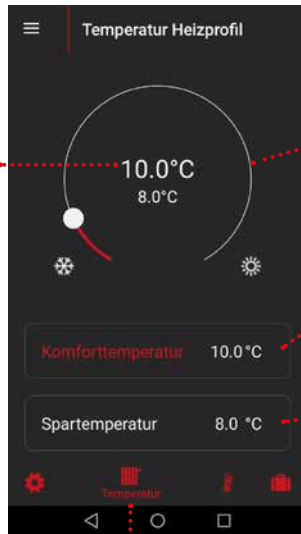 Temperatur Heizprofil
10.0°C
8.0°C
Komforttemperatur 10.0 °C
Spartemperatur 8.0 °C
Temperatur